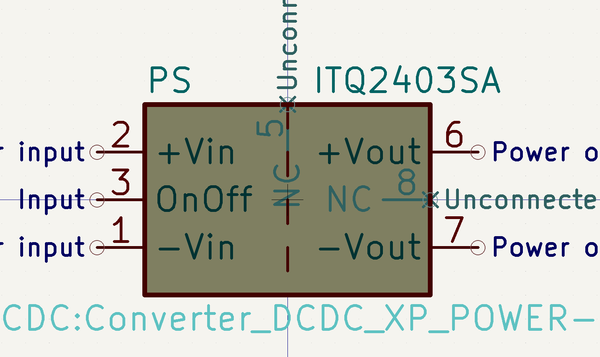 Unconn
PS
ITQ2403SA
r input
2
+Vin
5
+Vout
6
Power o
Input
3
OnOff
NC
NC
8
Unconnecte
r input
1
-Vin
-Vout
7
Power o
CDC:Converter_DCDC_XP_POWER-